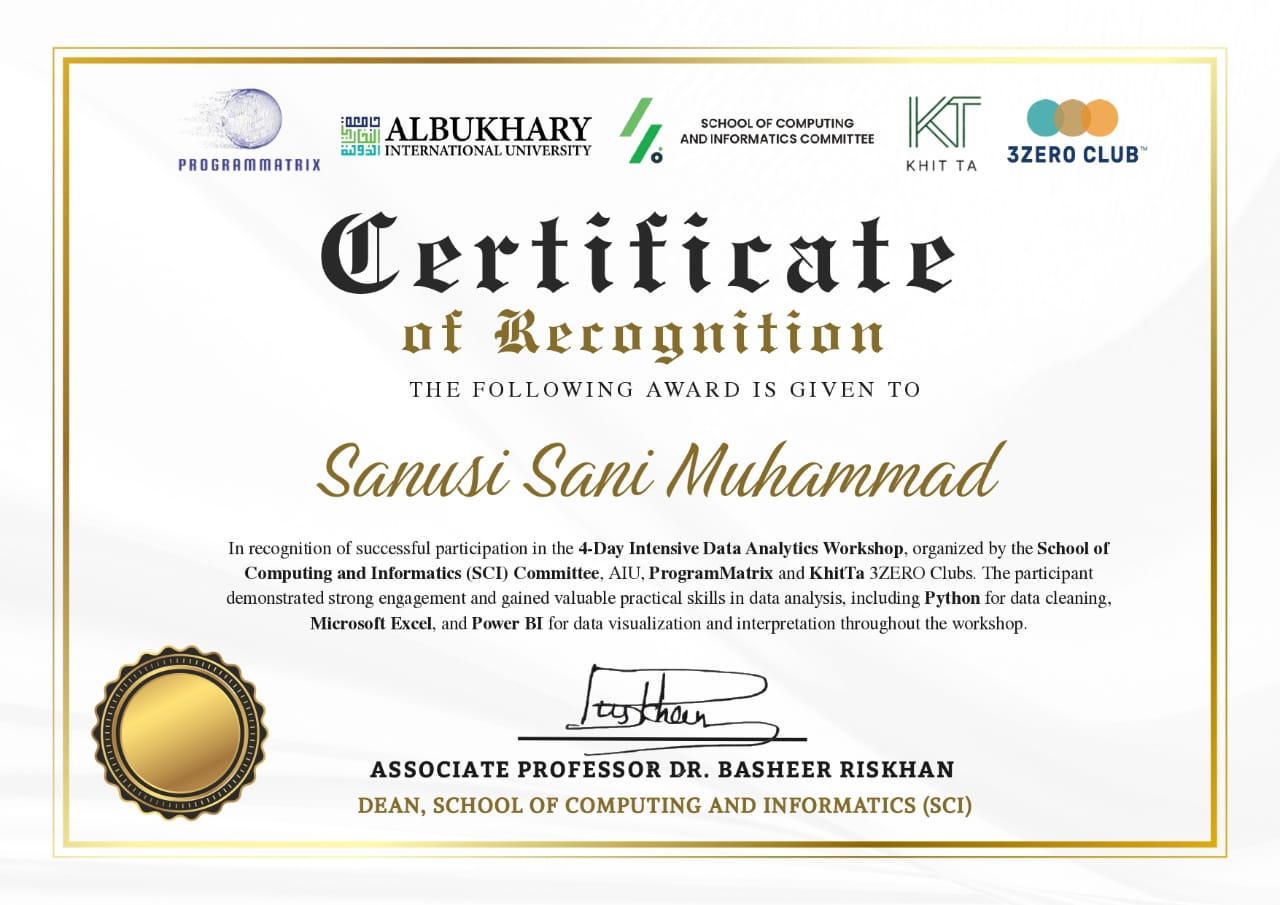 PROGRAMMATRIX
جامعة
البخاري
الدولية
ALBUKHARY
INTERNATIONAL UNIVERSITY
SCHOOL OF COMPUTING
AND INFORMATICS COMMITTEE
KT
KHIT TA
3ZERO CLUB™
Certificate
of Recognition
THE FOLLOWING AWARD IS GIVEN TO
Sanusi Sani Muhammad
In recognition of successful participation in the 4-Day Intensive Data Analytics Workshop, organized by the School of
Computing and Informatics (SCI) Committee, AIU, ProgramMatrix and KhitTa 3ZERO Clubs. The participant
demonstrated strong engagement and gained valuable practical skills in data analysis, including Python for data cleaning,
Microsoft Excel, and Power BI for data visualization and interpretation throughout the workshop.
Riskhan
ASSOCIATE PROFESSOR DR. BASHEER RISKHAN
DEAN, SCHOOL OF COMPUTING AND INFORMATICS (SCI)